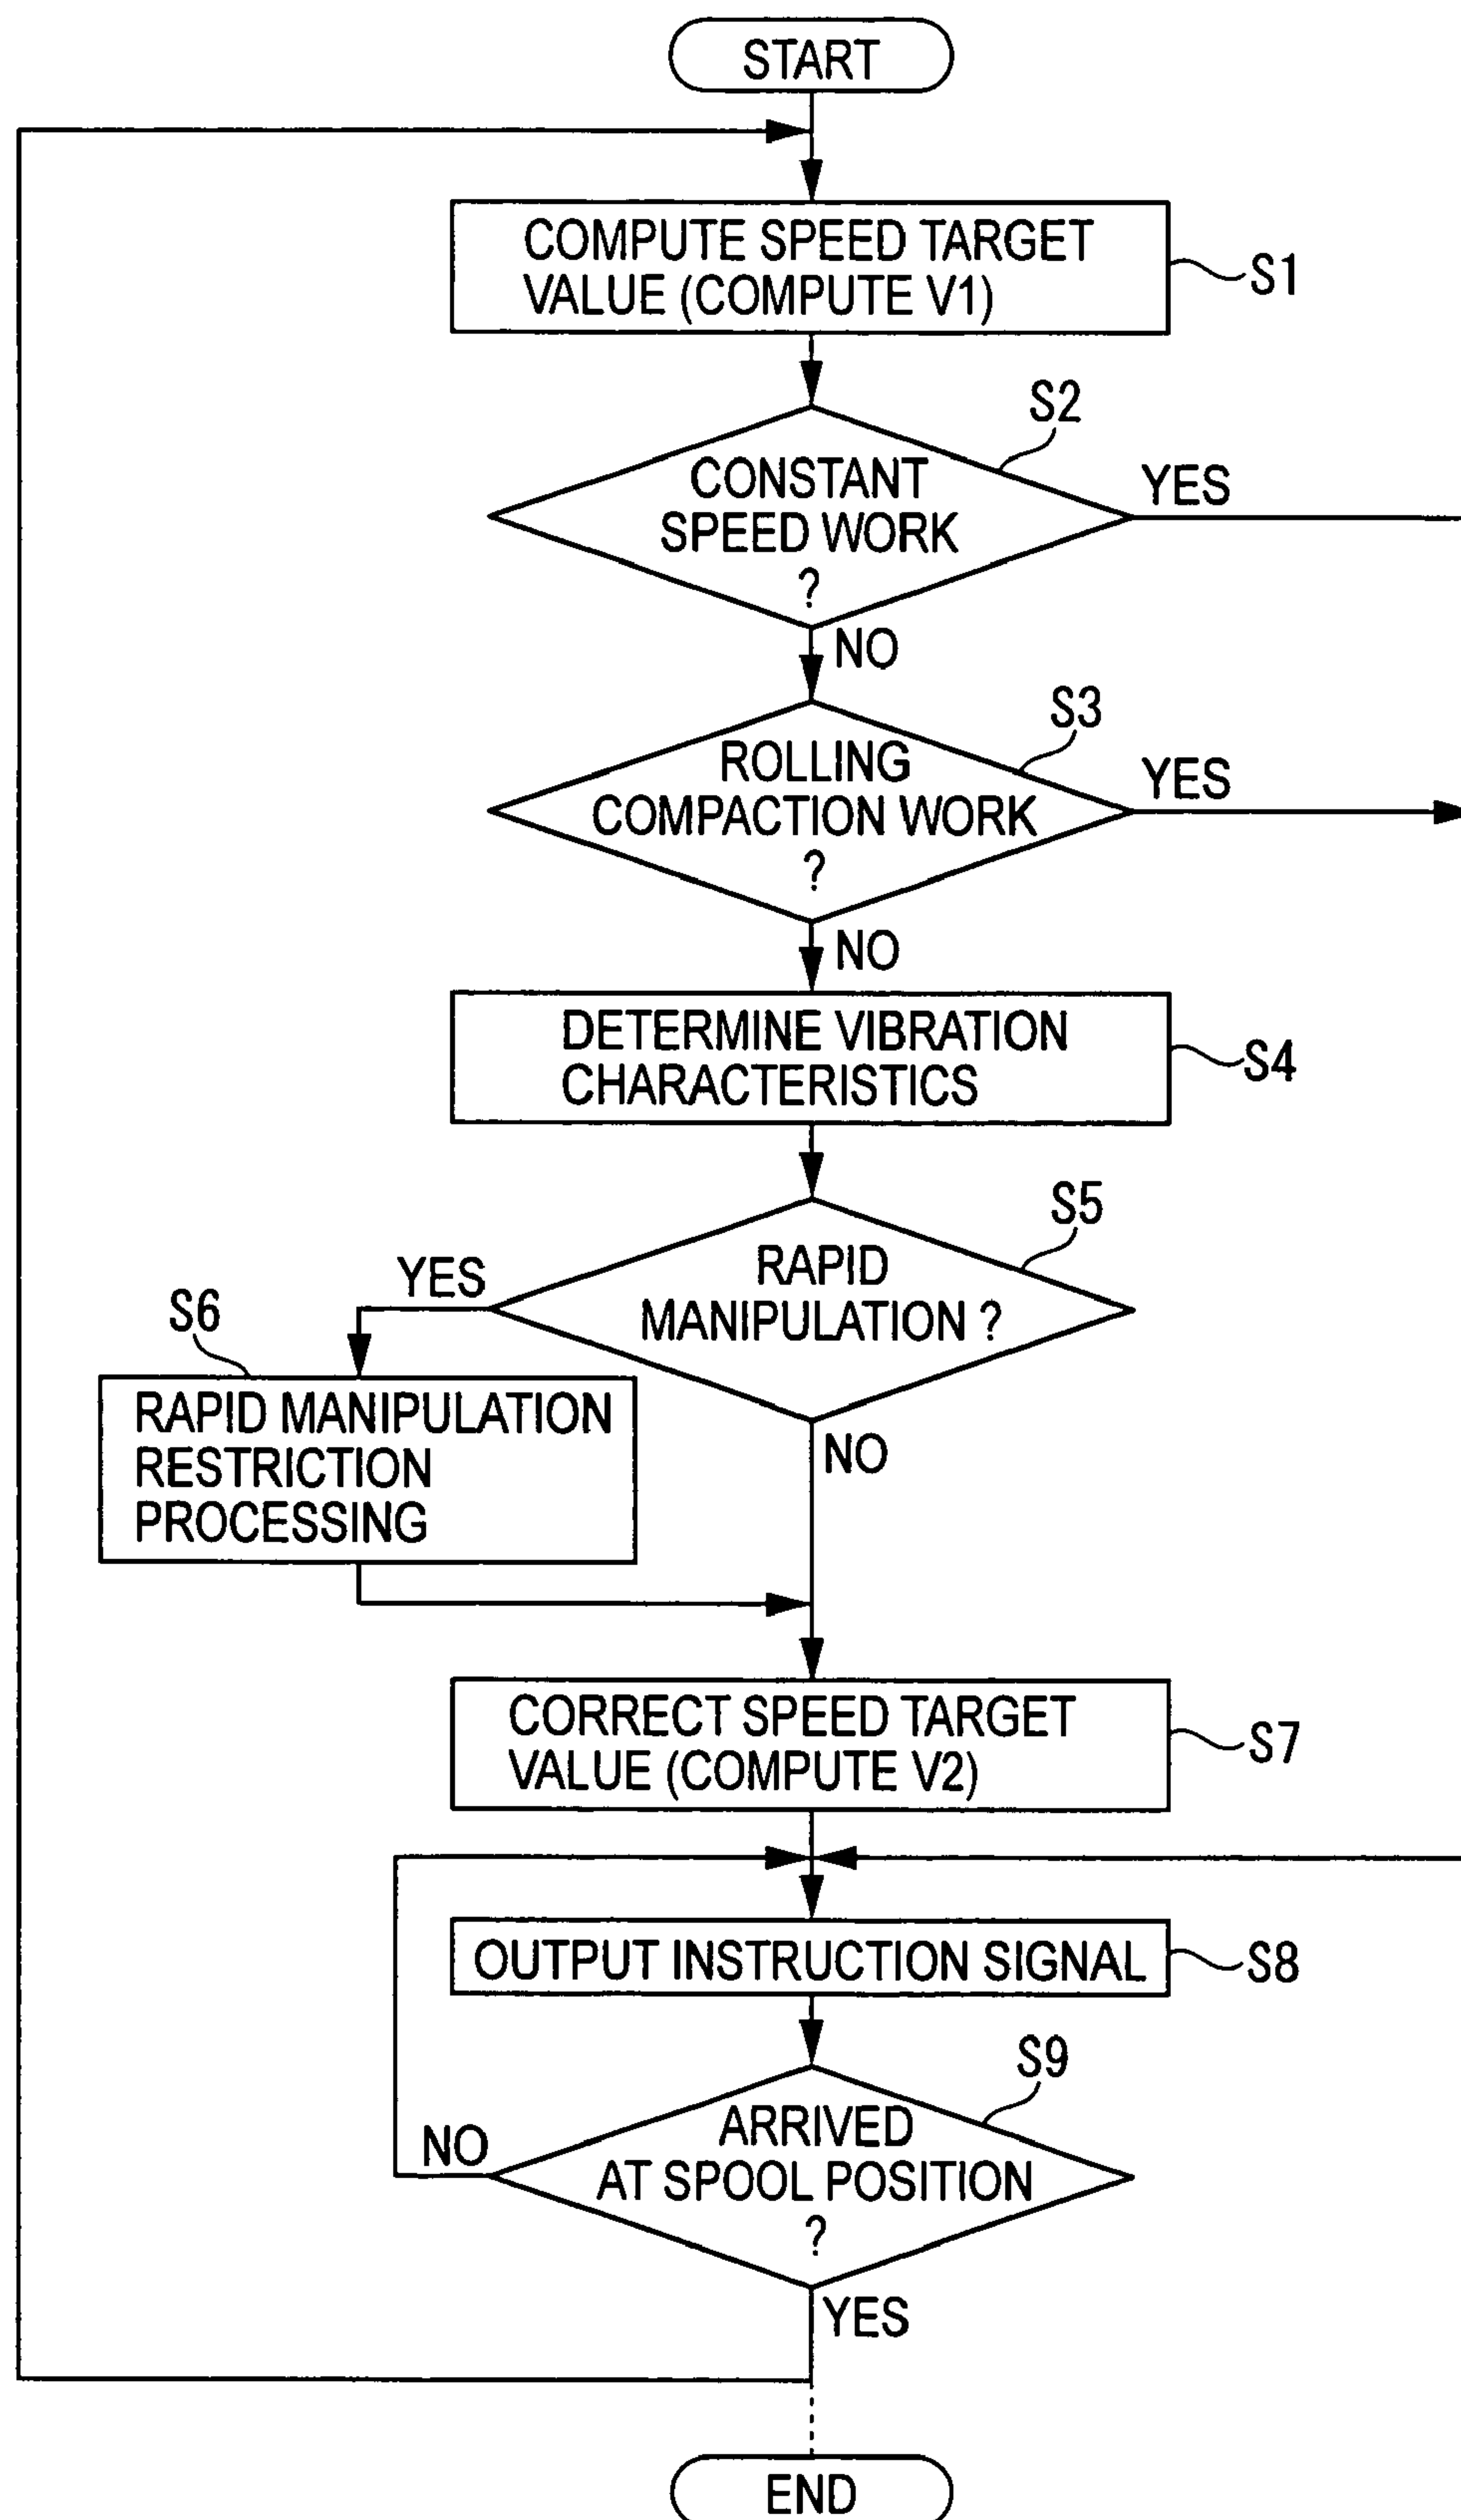 START
COMPUTE SPEED TARGET
VALUE (COMPUTE V1)
S1
S2
CONSTANT
SPEED WORK
?
YES
NO
S3
ROLLING
COMPACTION WORK
?
YES
NO
DETERMINE VIBRATION
CHARACTERISTICS
S4
S5
RAPID
MANIPULATION ?
YES
NO
S6
RAPID MANIPULATION
RESTRICTION
PROCESSING
CORRECT SPEED TARGET
VALUE (COMPUTE V2)
S7
OUTPUT INSTRUCTION SIGNAL
S8
S9
ARRIVED
AT SPOOL POSITION
?
NO
YES
END